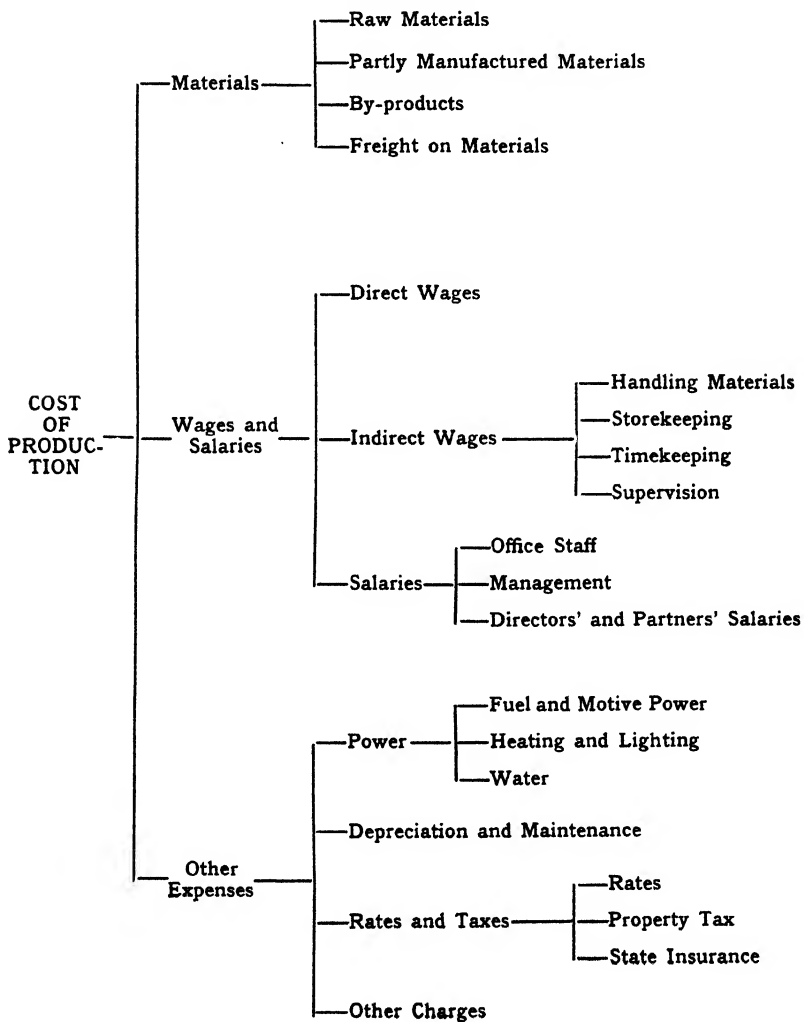 Raw Materials
Partly Manufactured Materials
Materials
By-products
Freight on Materials
Direct Wages
Handling Materials
COST
OF
PRODUC-
TION
Wages and
Salaries
Indirect Wages
Storekeeping
Timekeeping
Supervision
Office Staff
Salaries
Management
Directors' and Partners' Salaries
Fuel and Motive Power
Power
Heating and Lighting
Water
Depreciation and Maintenance
Other
Expenses
Rates
Rates and Taxes
Property Tax
State Insurance
Other Charges